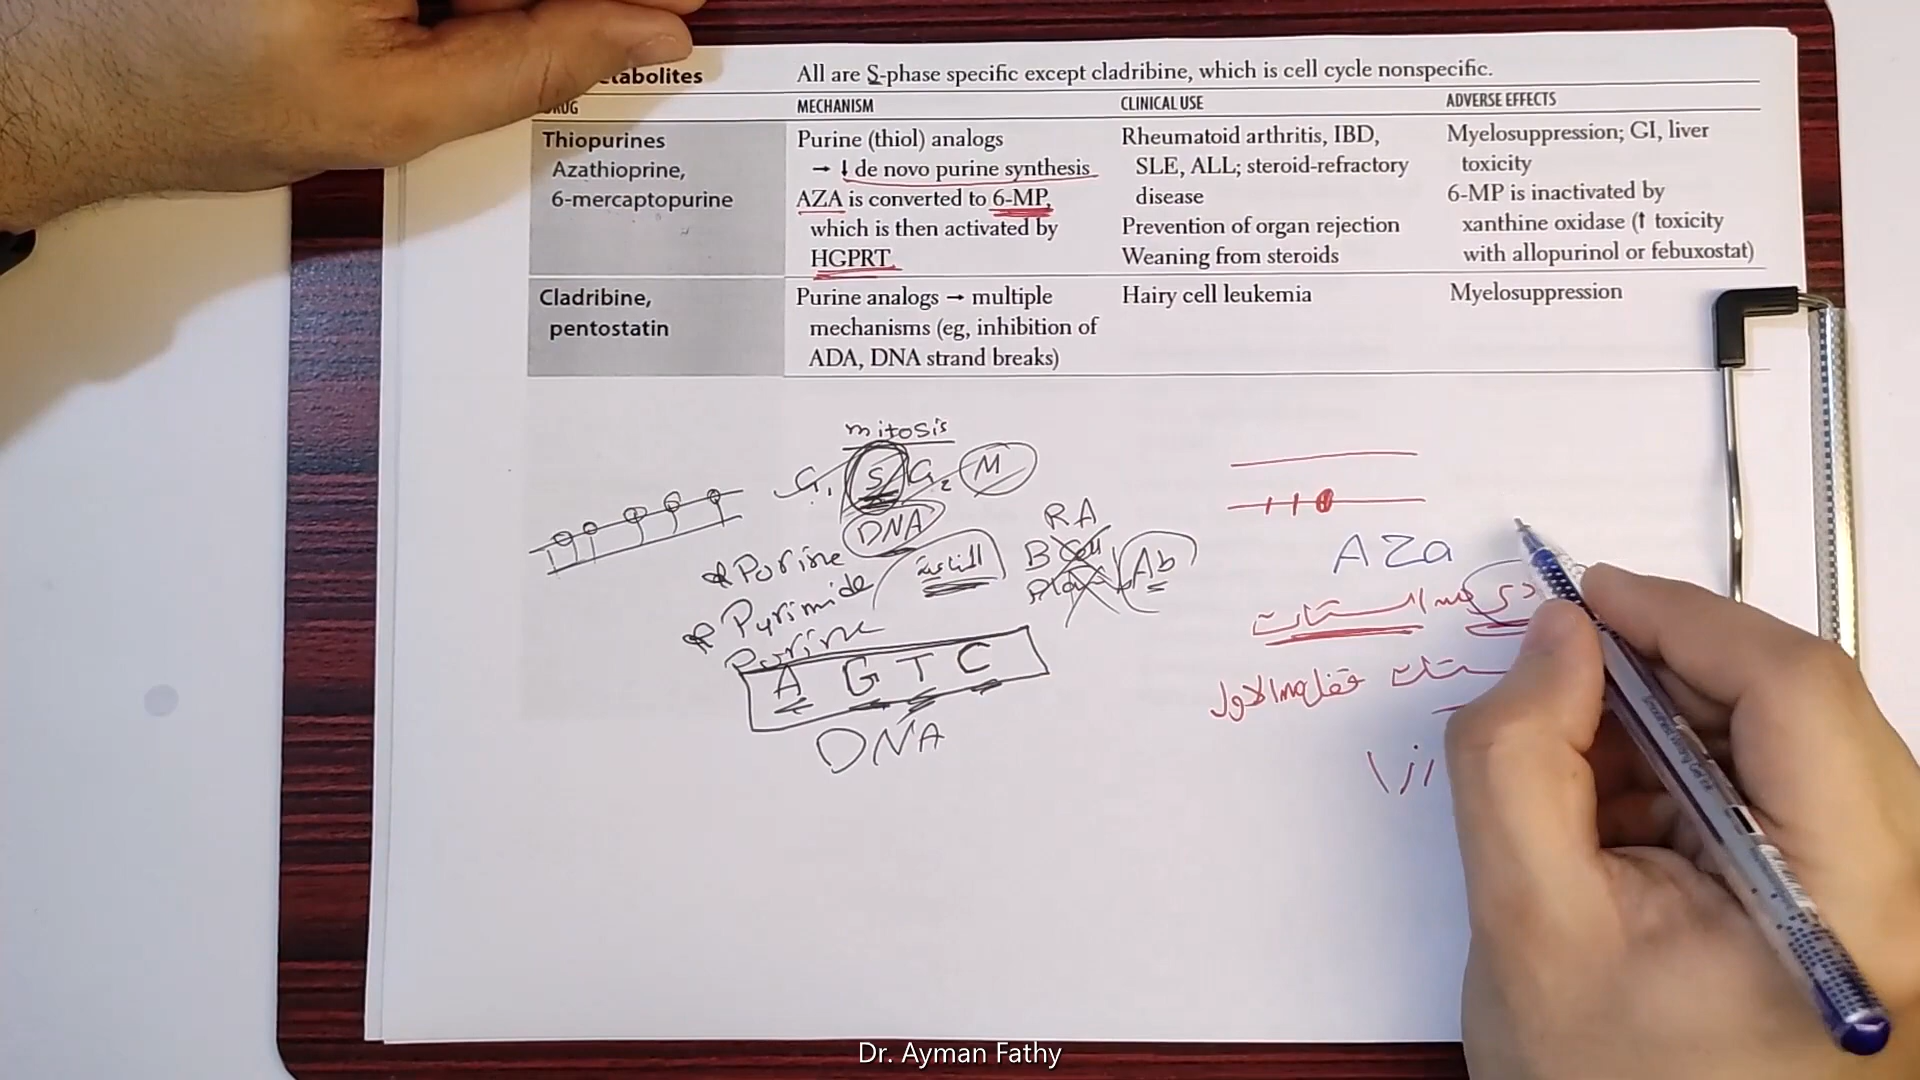 tabolites All are S-phase specific except cladribine, which is cell cycle nonspecific.
DRUG MECHANISM CLINICAL USE ADVERSE EFFECTS
Thiopurines
Azathioprine,
6-mercaptopurine
Purine (thiol) analogs
→ ↓ de novo purine synthesis
AZA is converted to 6-MP,
which is then activated by
HGPRT.
Rheumatoid arthritis, IBD,
SLE, ALL; steroid-refractory
disease
Prevention of organ rejection
Weaning from steroids
Myelosuppression; GI, liver
toxicity
6-MP is inactivated by
xanthine oxidase (↑ toxicity
with allopurinol or febuxostat)
Cladribine,
pentostatin
Purine analogs → multiple
mechanisms (eg, inhibition of
ADA, DNA strand breaks)
Hairy cell leukemia
Myelosuppression
mitosis
G1 S G2 M
DNA
Purine
Pyrimide
Purine
A G T C
DNA
RA
B Cell
Ab
AZa
الستات
الاول
Dr. Ayman Fathy